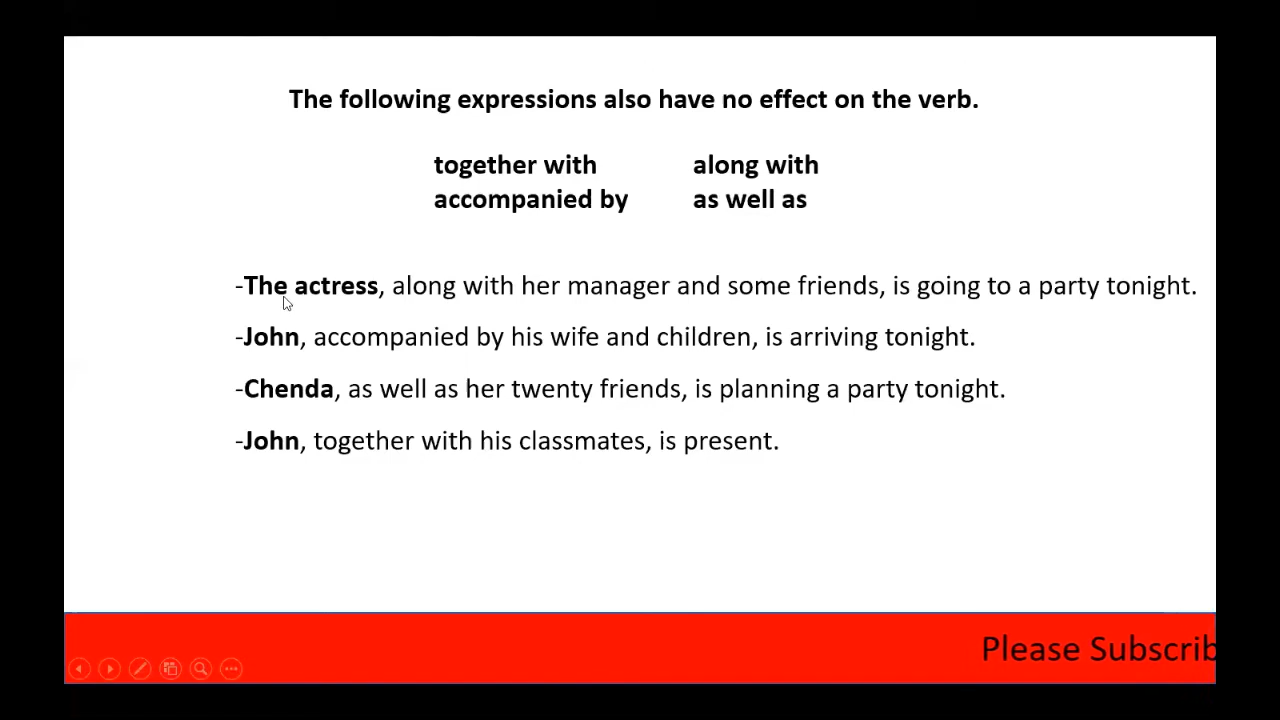 The following expressions also have no effect on the verb.
together with along with
accompanied by as well as
-The actress, along with her manager and some friends, is going to a party tonight.
-John, accompanied by his wife and children, is arriving tonight.
-Chenda, as well as her twenty friends, is planning a party tonight.
-John, together with his classmates, is present.
Please Subscrib